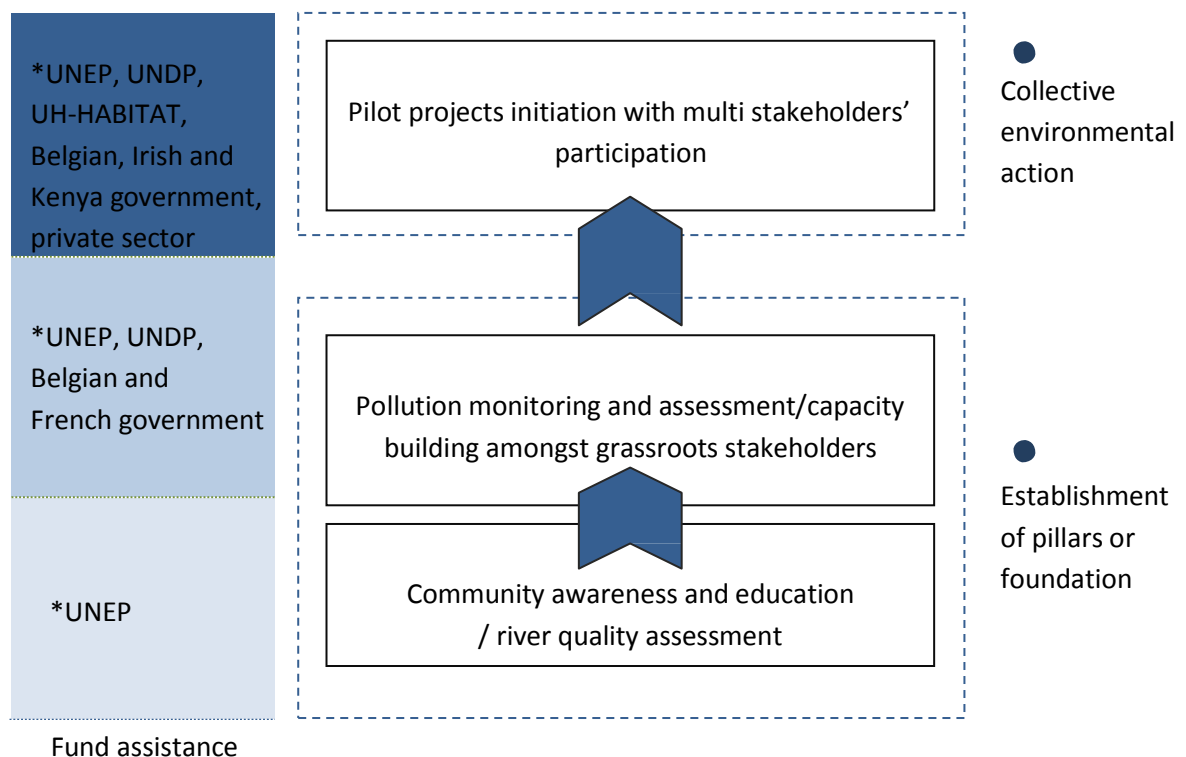 *UNEP, UNDP,
UH-HABITAT,
Belgian, Irish and
Kenya government,
private sector
Pilot projects initiation with multi stakeholders’
participation
Collective
environmental
action
*UNEP, UNDP,
Belgian and
French government
Pollution monitoring and assessment/capacity
building amongst grassroots stakeholders
Establishment
of pillars or
foundation
*UNEP
Community awareness and education
/ river quality assessment
Fund assistance